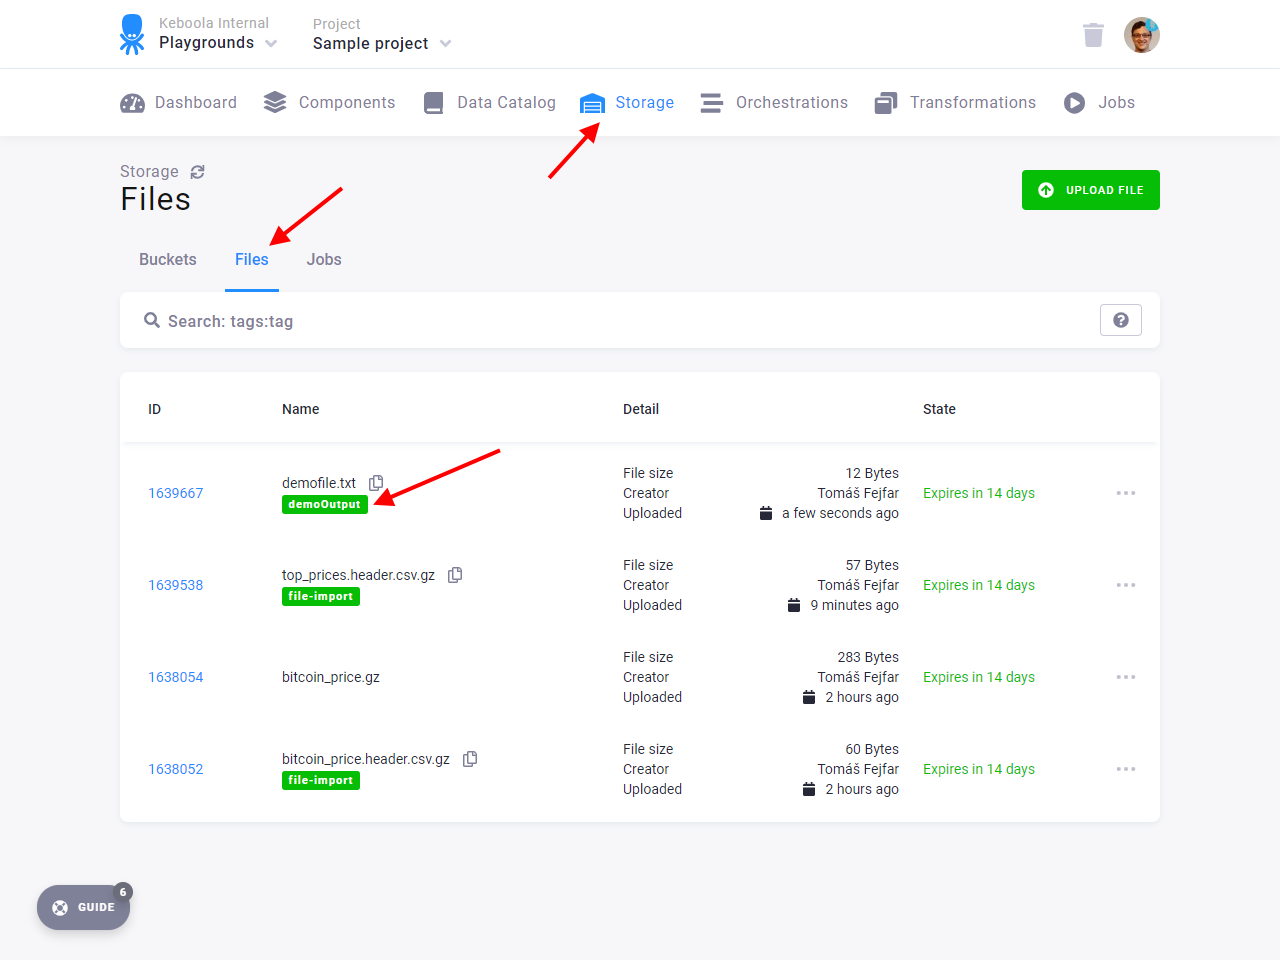 Keboola Internal
Playgrounds
Project
Sample project
Dashboard
Components
Data Catalog
Storage
Orchestrations
Transformations
Jobs
Storage
Files
UPLOAD FILE
Buckets
Files
Jobs
Search: tags:tag
ID
Name
Detail
State
1639667
demofile.txt
demoOutput
File size
12 Bytes
Creator
Tomáš Fejfar
Uploaded
a few seconds ago
Expires in 14 days
1639538
top_prices.header.csv.gz
file-import
File size
57 Bytes
Creator
Tomáš Fejfar
Uploaded
9 minutes ago
Expires in 14 days
1638054
bitcoin_price.gz
File size
283 Bytes
Creator
Tomáš Fejfar
Uploaded
2 hours ago
Expires in 14 days
1638052
bitcoin_price.header.csv.gz
file-import
File size
60 Bytes
Creator
Tomáš Fejfar
Uploaded
2 hours ago
Expires in 14 days
6
GUIDE